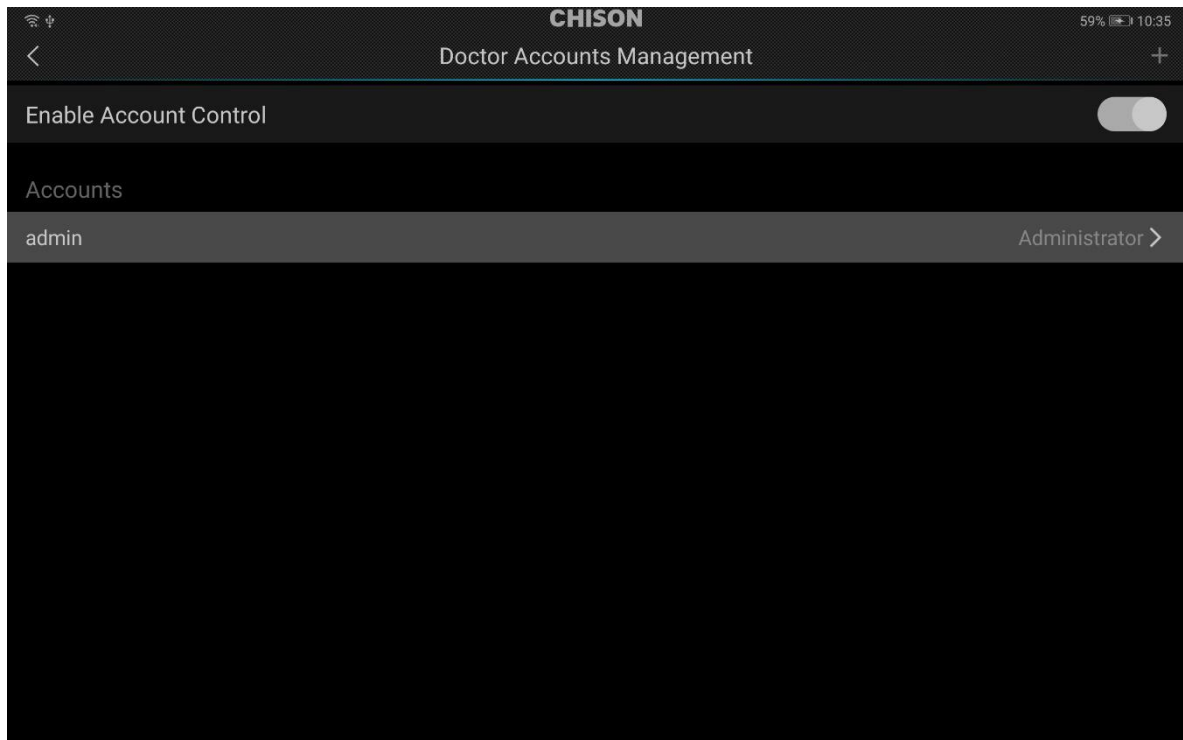 CHISON
59% 10:35
Doctor Accounts Management
Enable Account Control
Accounts
admin Administrator